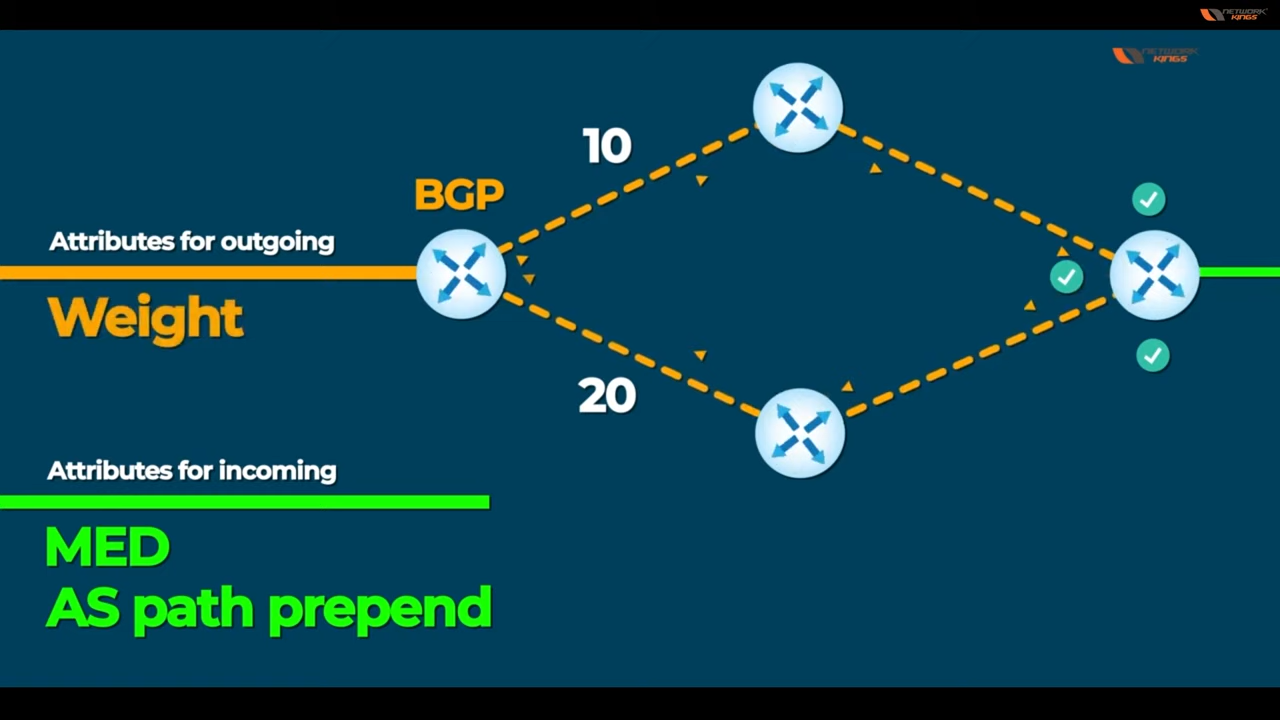 NETWORK
KINGS
NETWORK
KINGS
10
BGP
Attributes for outgoing
Weight
20
Attributes for incoming
MED
AS path prepend